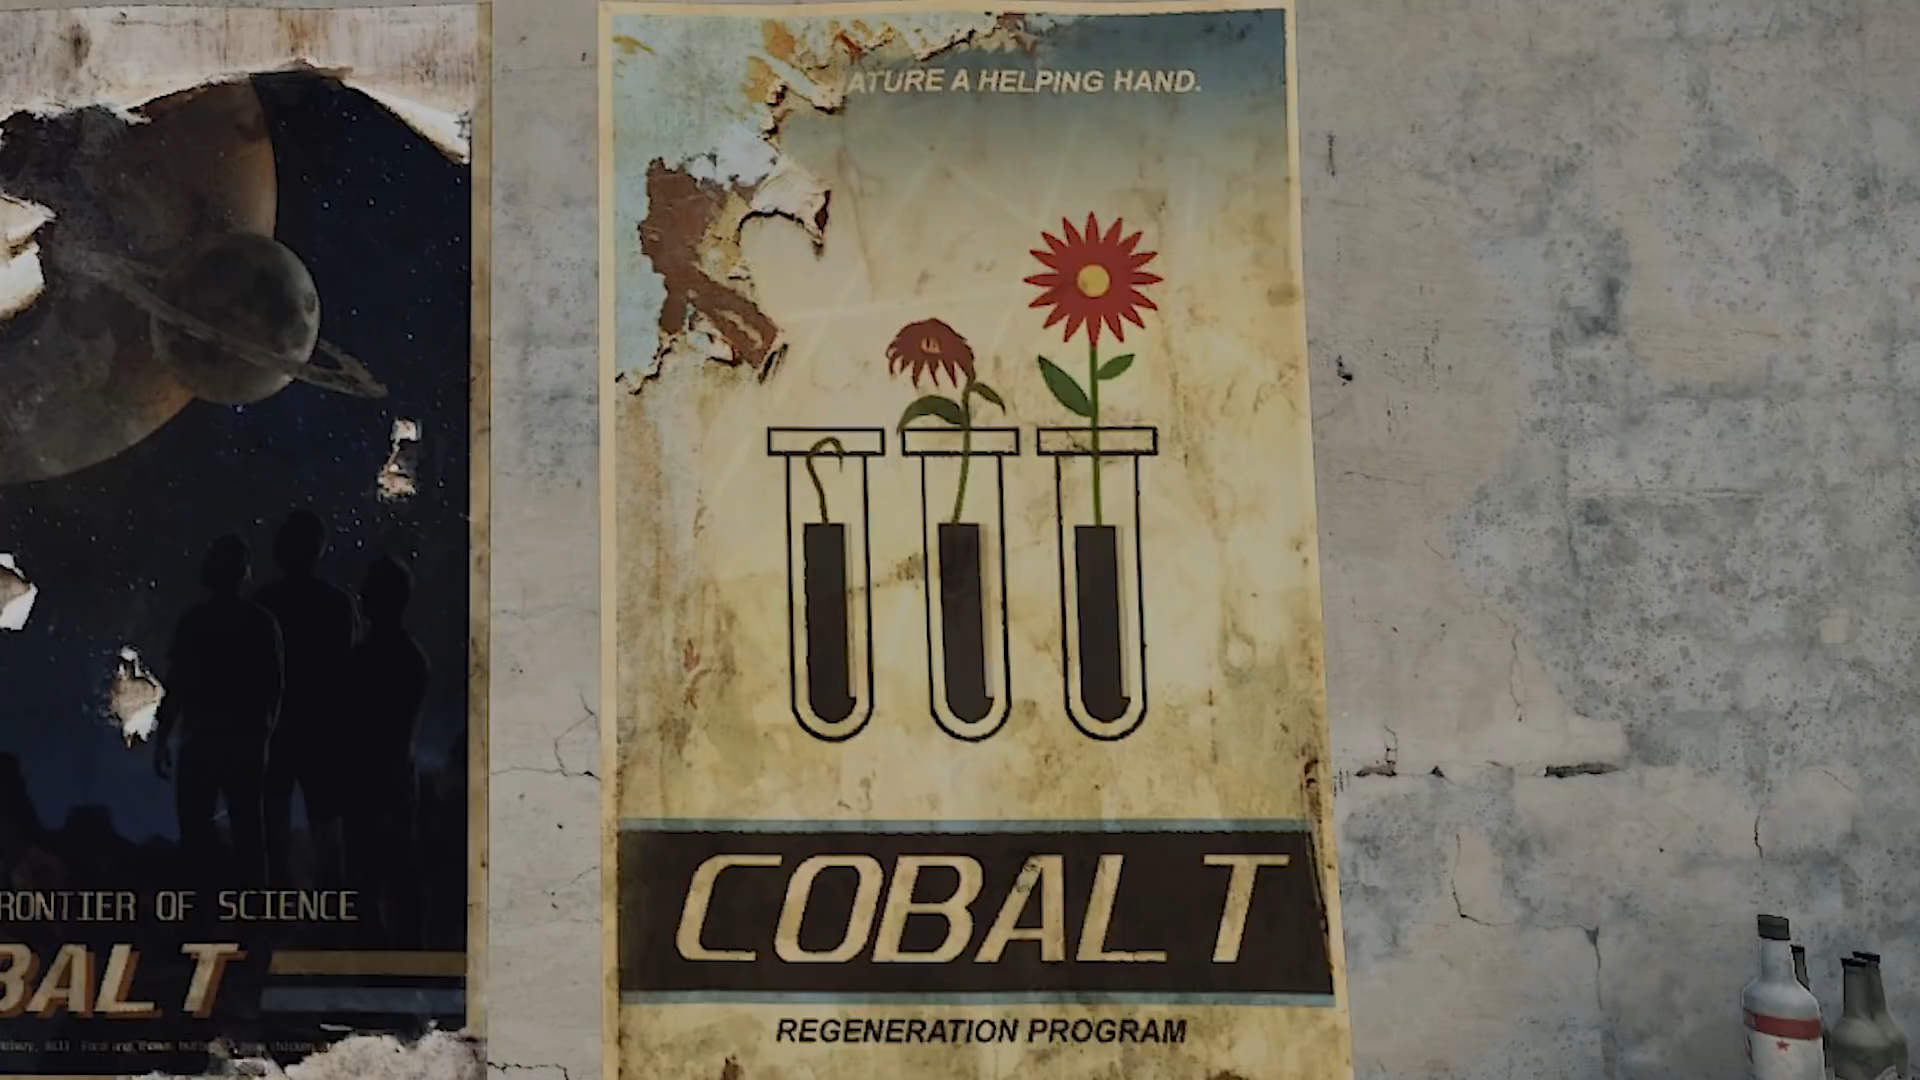 RONTIER OF SCIENCE
BALT
ATURE A HELPING HAND.
COBALT
REGENERATION PROGRAM